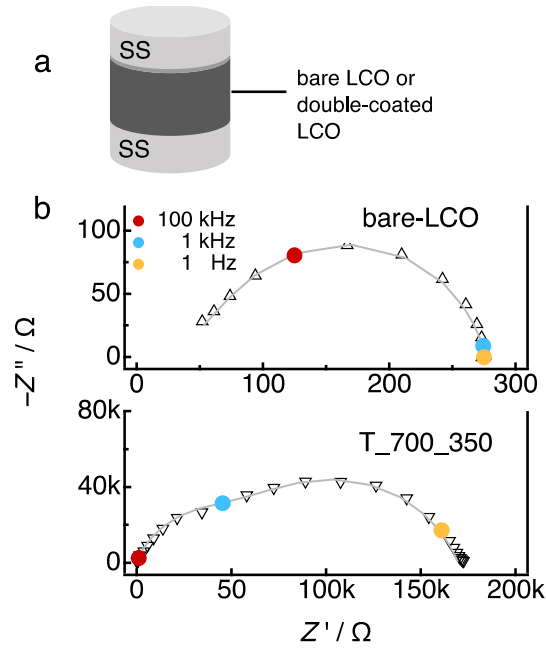 a
SS
SS
bare LCO or
double-coated
LCO
b
100 kHz
1 kHz
1 Hz
bare-LCO
100
50
0
0 100 200 300
–Z'' / Ω
T_700_350
80k
40k
0
0 50k 100k 150k 200k
Z' / Ω